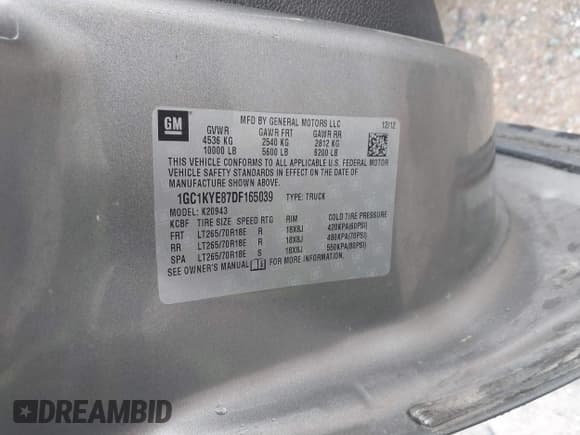 GM
MFD BY GENERAL MOTORS LLC 12/12
GVWR GAWR FRT GAWR RR
4536 KG 2540 KG 2812 KG
10000 LB 5600 LB 6200 LB
THIS VEHICLE CONFORMS TO ALL APPLICABLE U.S. FEDERAL MOTOR
VEHICLE SAFETY STANDARDS IN EFFECT ON THE DATE OF
MANUFACTURE SHOWN ABOVE.
1GC1KYE87DF165039 TYPE: TRUCK
MODEL: K20943
KCBF TIRE SIZE SPEED RTG RIM COLD TIRE PRESSURE
FRT LT265/70R18E R 18X8J 420KPA(60PSI)
RR LT265/70R18E R 18X8J 480KPA(70PSI)
SPA LT265/70R18E S 18X8J 550KPA(80PSI)
SEE OWNER'S MANUAL
DREAMBID